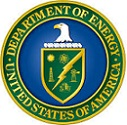 DEPARTMENT OF ENERGY
UNITED STATES OF AMERICA